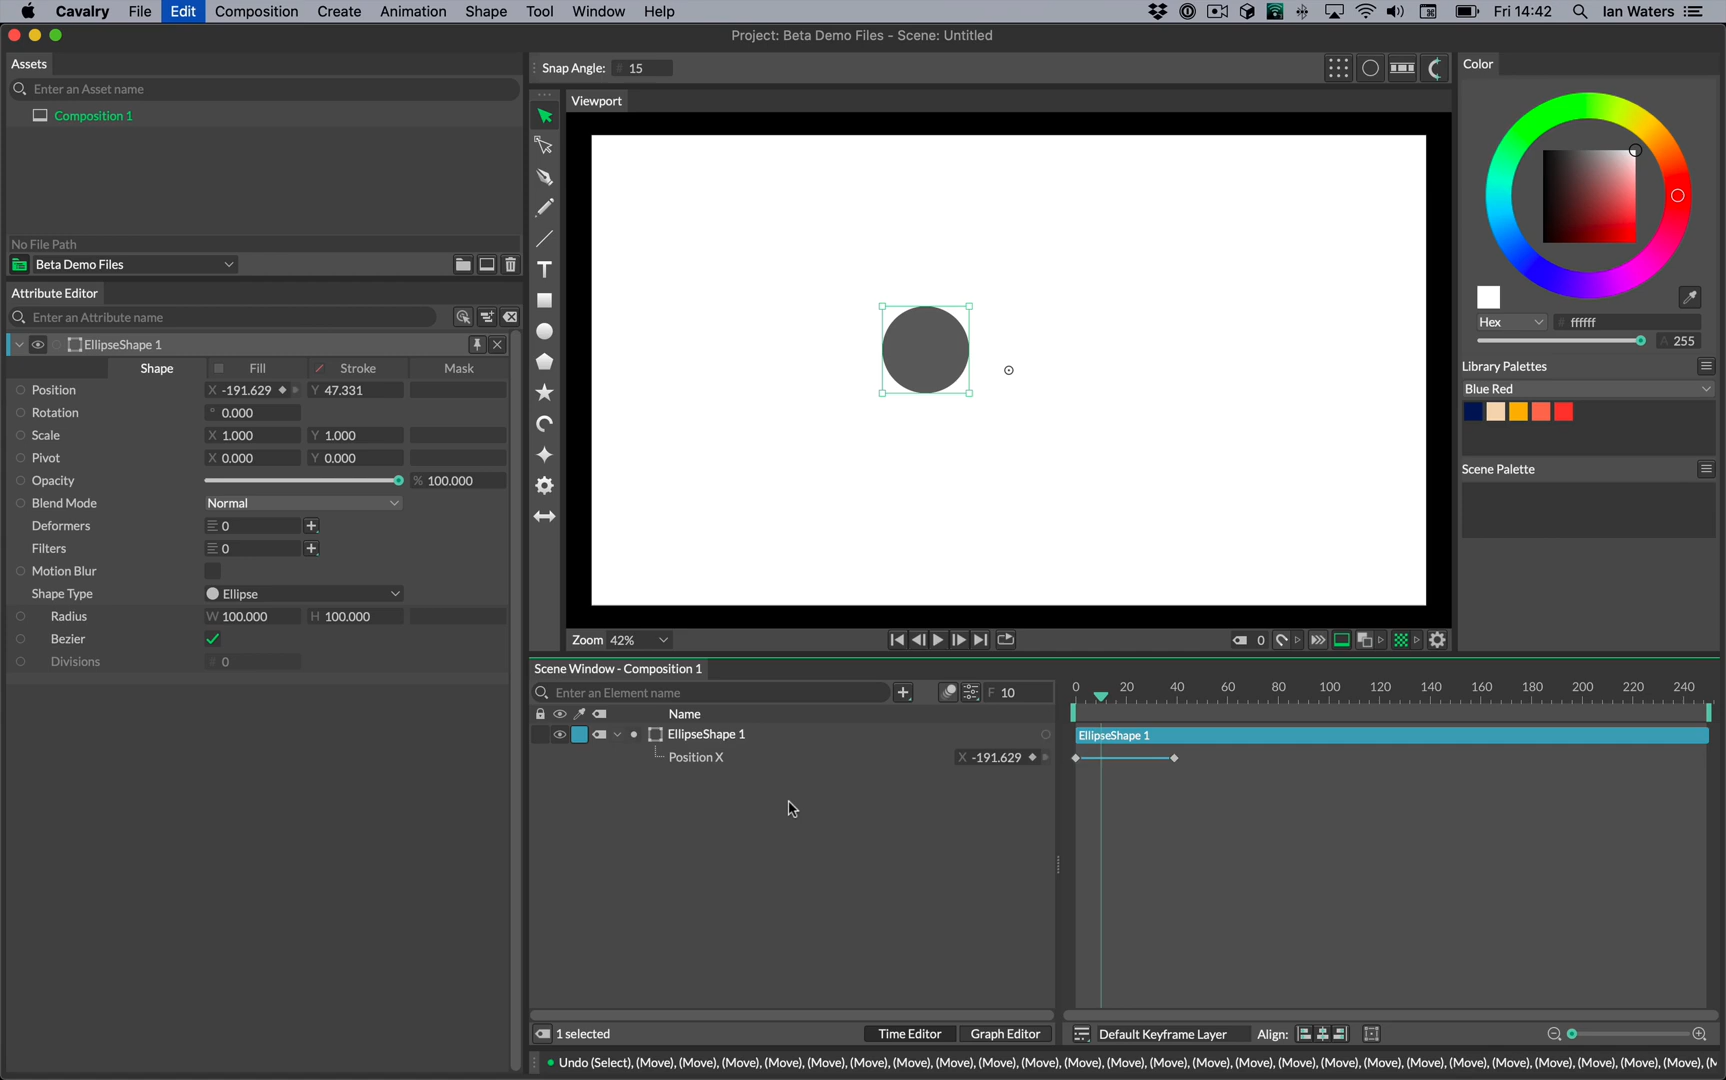 Cavalry File Edit Composition Create Animation Shape Tool Window Help Fri 14:42 Ian Waters
Project: Beta Demo Files - Scene: Untitled
Assets
Enter an Asset name
Composition 1
No File Path
Beta Demo Files
Attribute Editor
Enter an Attribute name
EllipseShape 1
Shape Fill Stroke Mask
Position X -191.629 Y 47.331
Rotation ° 0.000
Scale X 1.000 Y 1.000
Pivot X 0.000 Y 0.000
Opacity % 100.000
Blend Mode Normal
Deformers 0
Filters 0
Motion Blur
Shape Type Ellipse
Radius W 100.000 H 100.000
Bezier
Divisions # 0
Snap Angle: # 15
Viewport
Zoom 42% 0
Scene Window - Composition 1
Enter an Element name F 10
Name
EllipseShape 1
Position X X -191.629
0 20 40 60 80 100 120 140 160 180 200 220 240
EllipseShape 1
1 selected Time Editor Graph Editor
Default Keyframe Layer Align:
Undo (Select), (Move), (Move), (Move), (Move), (Move), (Move), (Move), (Move), (Move), (Move), (Move), (Move), (Move), (Move), (Move), (Move), (Move), (Move), (Move), (Move), (Move), (Move), (Move), (Move), (M
Color
Hex # ffffff
A 255
Library Palettes
Blue Red
Scene Palette